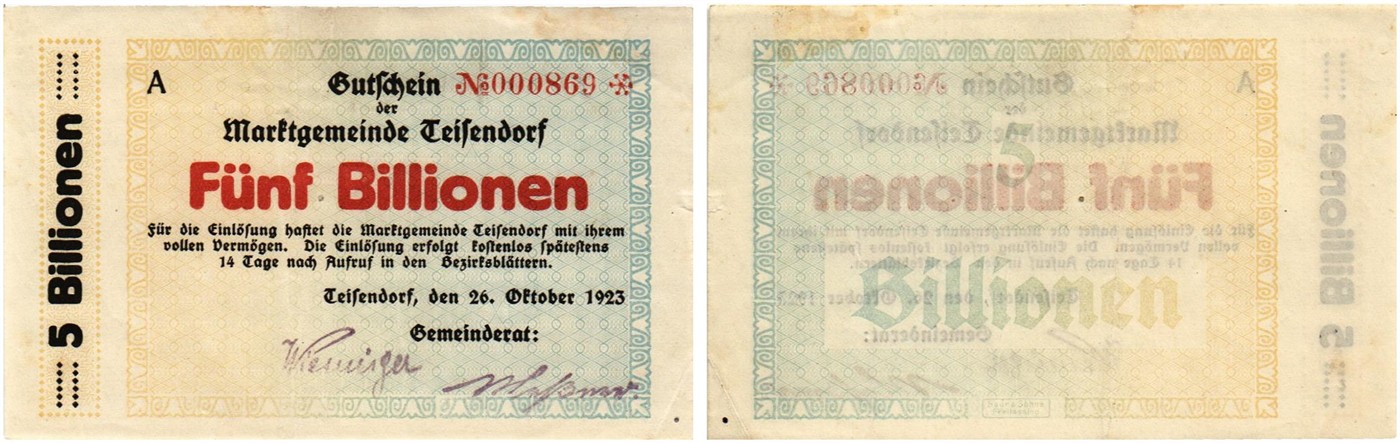 5 Billionen
A
Gutschein №000869
der
Marktgemeinde Teisendorf
Fünf Billionen
Für die Einlösung haftet die Marktgemeinde Teisendorf mit ihrem
vollen Vermögen. Die Einlösung erfolgt kostenlos spätestens
14 Tage nach Aufruf in den Bezirksblättern.
Teisendorf, den 26. Oktober 1923
Gemeinderat:
Wieninger
5
Billionen